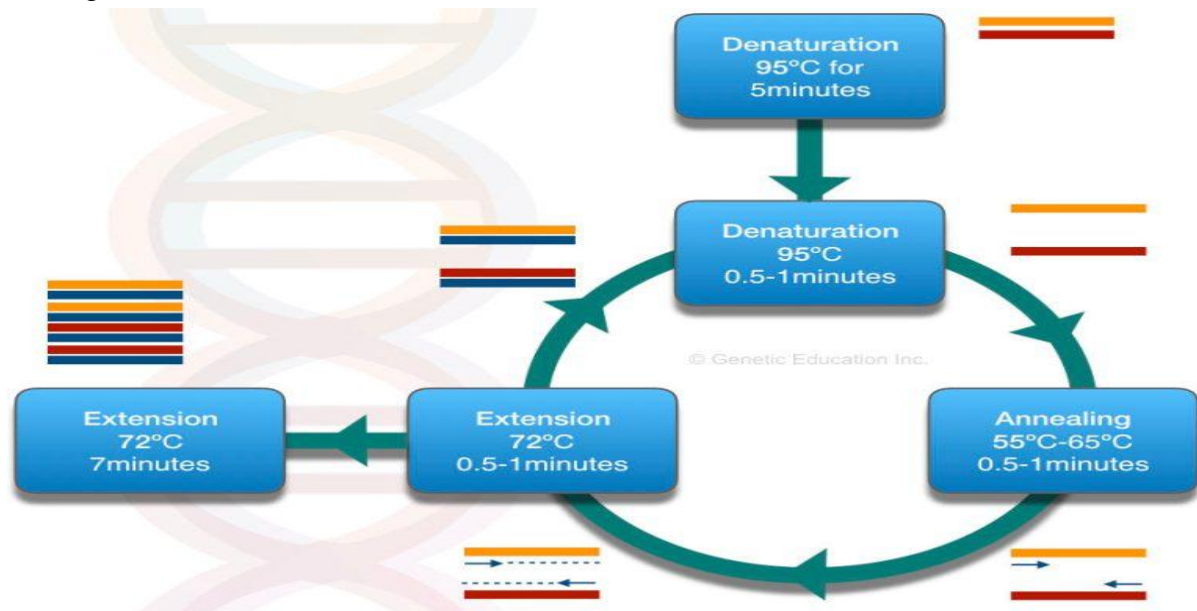 Denaturation
95°C for
5minutes
Denaturation
95°C
0.5-1minutes
© Genetic Education Inc.
Extension
72°C
7minutes
Extension
72°C
0.5-1minutes
Annealing
55°C-65°C
0.5-1minutes